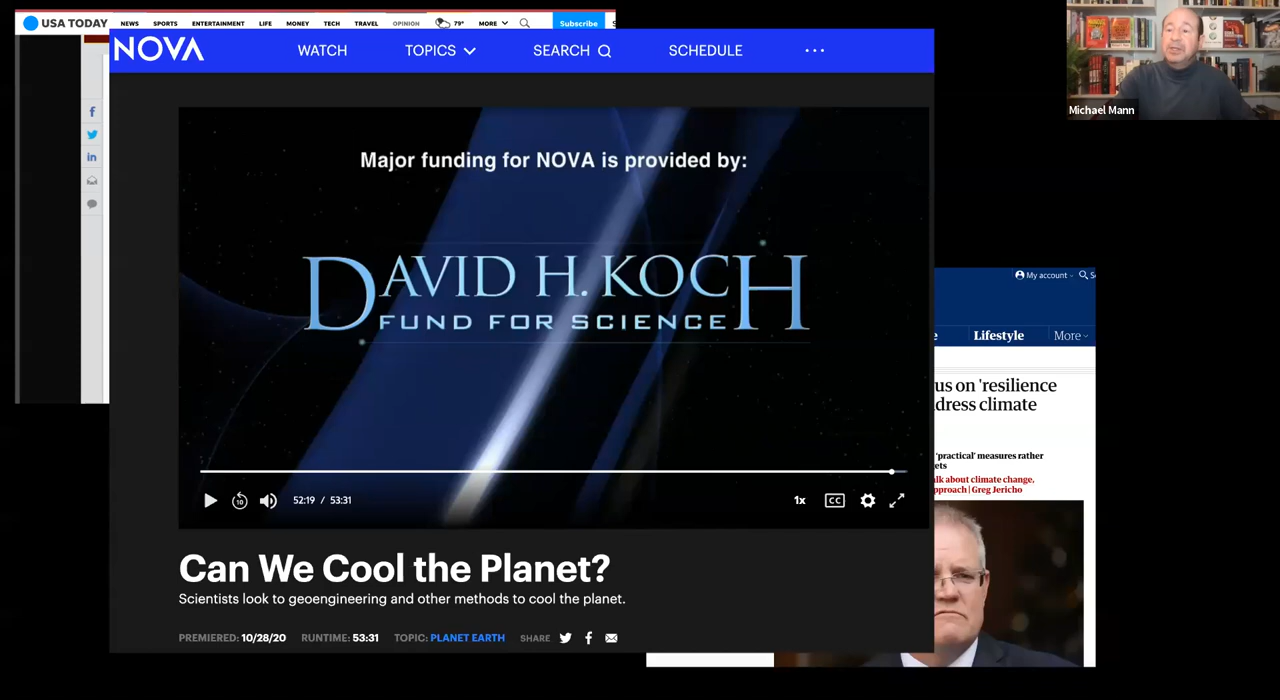 USA TODAY NEWS SPORTS ENTERTAINMENT LIFE MONEY TECH TRAVEL OPINION 79° MORE Subscribe
NOVA WATCH TOPICS SEARCH SCHEDULE ...
Michael Mann
Major funding for NOVA is provided by:
DAVID H. KOCH
FUND FOR SCIENCE
10
52:19 / 53:31
1x CC
Can We Cool the Planet?
Scientists look to geoengineering and other methods to cool the planet.
PREMIERED: 10/28/20 RUNTIME: 53:31 TOPIC: PLANET EARTH SHARE
My account
e Lifestyle More
us on 'resilience
dress climate
'practical' measures rather
ets
lk about climate change.
pproach | Greg Jericho